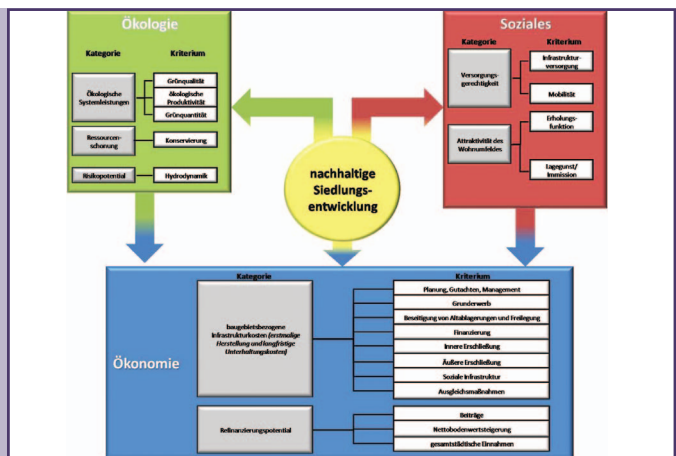 Ökologie
Kategorie Kriterium
Ökologische
Systemleistungen
Grünqualität
ökologische
Produktivität
Grünquantität
Ressourcen-
schonung
Konservierung
Risikopotential
Hydrodynamik
Soziales
Kategorie Kriterium
Versorgungs-
gerechtigkeit
Infrastruktur-
versorgung
Mobilität
Attraktivität des
Wohnumfeldes
Erholungs-
funktion
Lagegunst/
Immission
nachhaltige
Siedlungs-
entwicklung
Ökonomie
Kategorie Kriterium
baugebietsbezogene
Infrastrukturkosten (erstmalige
Herstellung und langfristige
Unterhaltungskosten)
Planung, Gutachten, Management
Grunderwerb
Beseitigung von Altablagerungen und Freilegung
Finanzierung
Innere Erschließung
Äußere Erschließung
Soziale Infrastruktur
Ausgleichsmaßnahmen
Refinanzierungspotential
Beiträge
Nettobodenwertsteigerung
gesamtstädtische Einnahmen